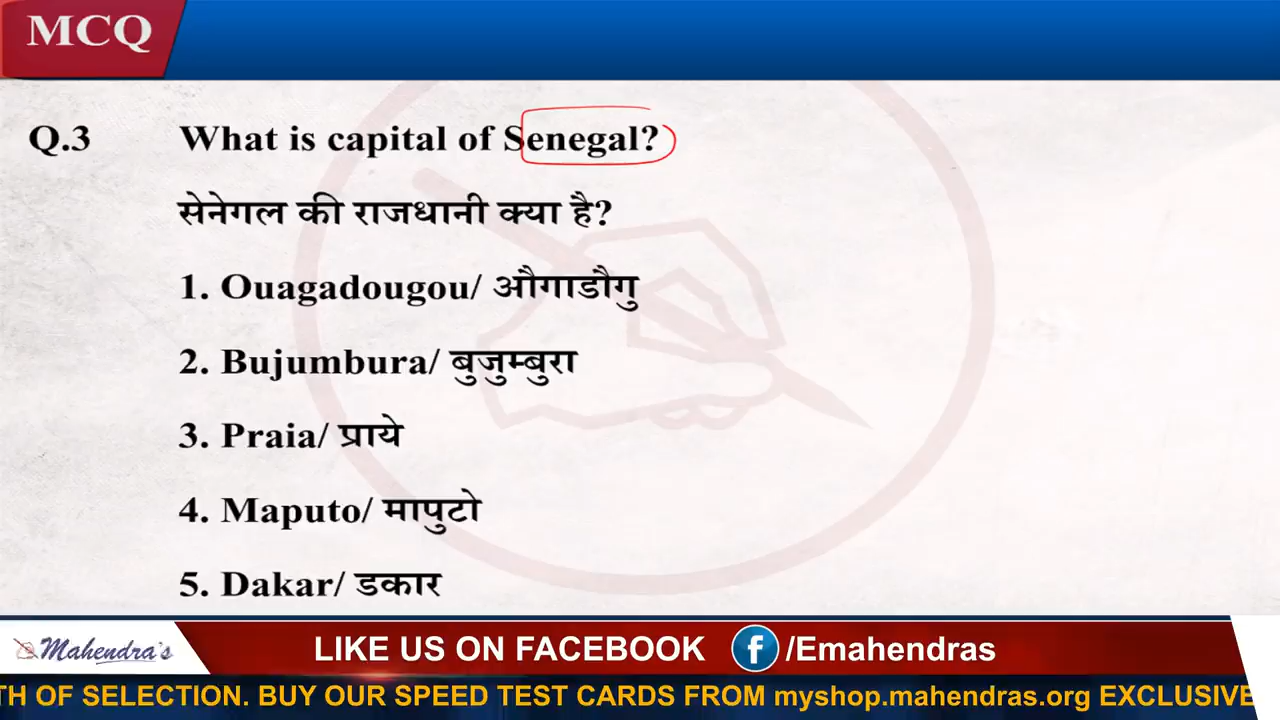 MCQ
Q.3 What is capital of Senegal?
सेनेगल की राजधानी क्या है?
1. Ouagadougou/ औगाडौगु
2. Bujumbura/ बुजुम्बुरा
3. Praia/ प्राये
4. Maputo/ मापुटो
5. Dakar/ डकार
Mahendra's LIKE US ON FACEBOOK f /Emahendras
TH OF SELECTION. BUY OUR SPEED TEST CARDS FROM myshop.mahendras.org EXCLUSIVE